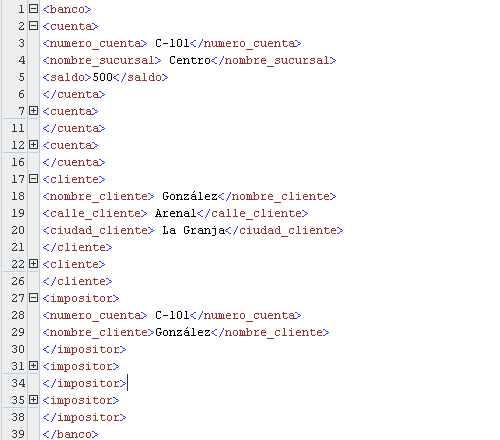 1 <banco>
2 <cuenta>
3 <numero_cuenta> C-101</numero_cuenta>
4 <nombre_sucursal> Centro</nombre_sucursal>
5 <saldo>500</saldo>
6 </cuenta>
7 <cuenta>
11 </cuenta>
12 <cuenta>
16 </cuenta>
17 <cliente>
18 <nombre_cliente> González</nombre_cliente>
19 <calle_cliente> Arenal</calle_cliente>
20 <ciudad_cliente> La Granja</ciudad_cliente>
21 </cliente>
22 <cliente>
26 </cliente>
27 <impositor>
28 <numero_cuenta> C-101</numero_cuenta>
29 <nombre_cliente>González</nombre_cliente>
30 </impositor>
31 <impositor>
34 </impositor>
35 <impositor>
38 </impositor>
39 </banco>